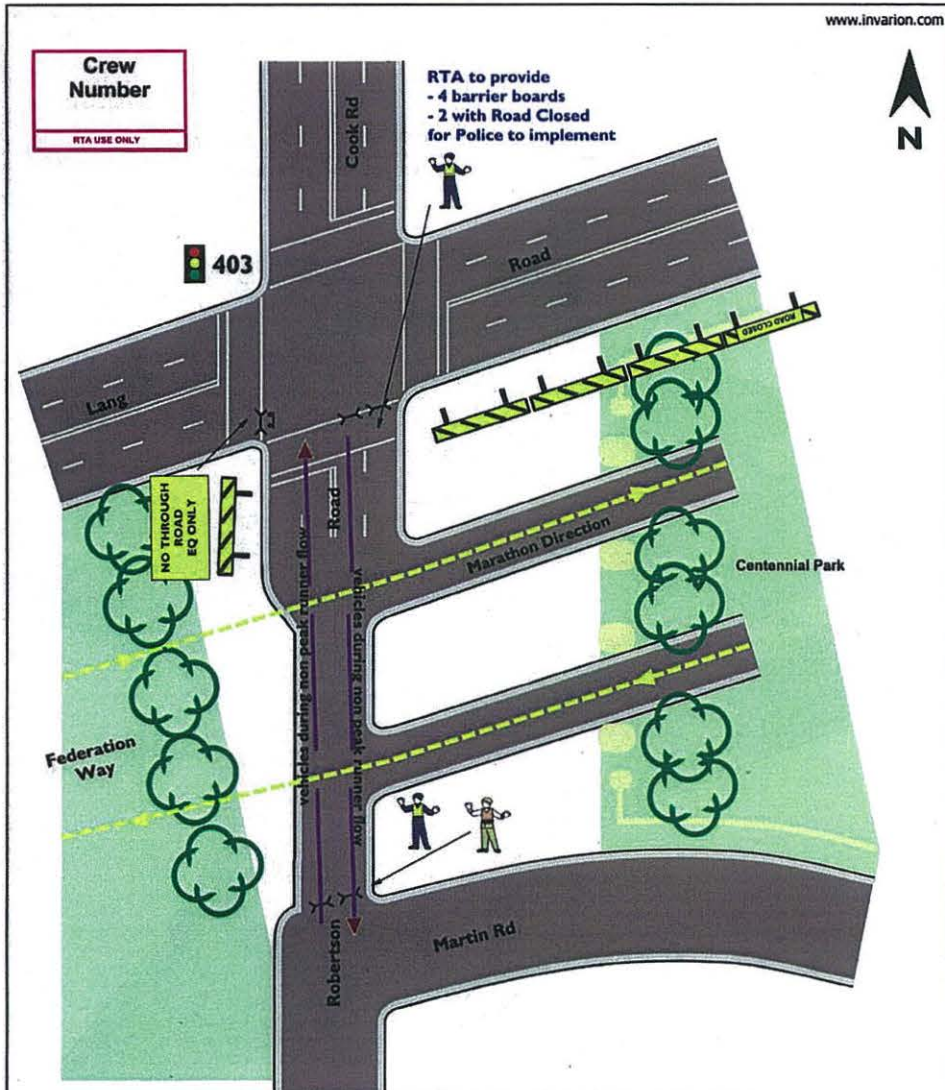 www.invarion.com
Crew
Number
RTA USE ONLY
RTA to provide
- 4 barrier boards
- 2 with Road Closed
for Police to implement
N
Cook Rd
403
Road
ROAD CLOSED
Lang
NO THROUGH
ROAD
EQ ONLY
Road
vehicles during non peak runner flow
vehicles during non peak runner flow
Marathon Direction
Centennial Park
Federation
Way
Robertson
Martin Rd